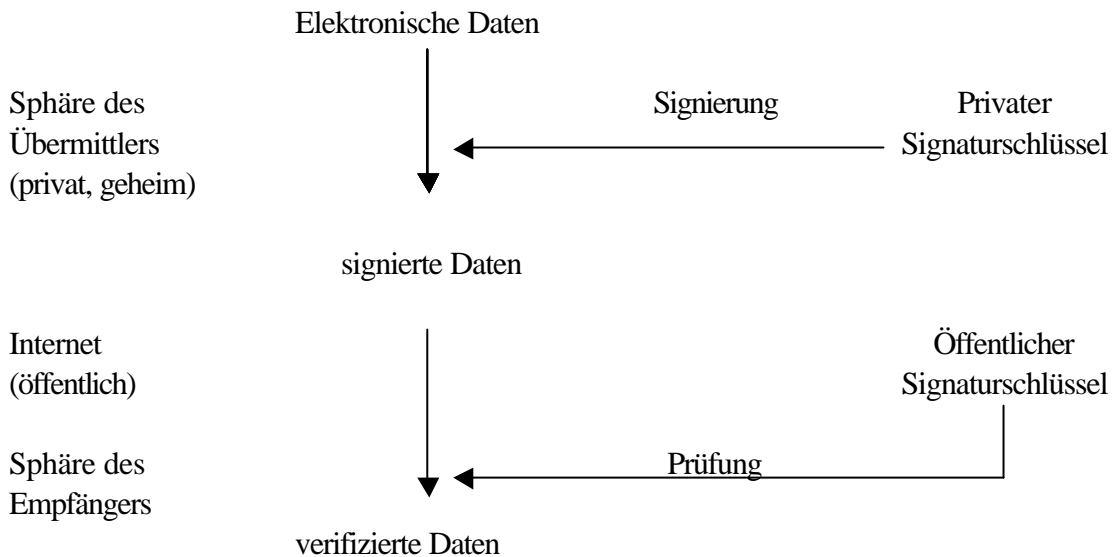 Elektronische Daten
Sphäre des
Übermittlers
(privat, geheim)
Signierung
Privater
Signaturschlüssel
signierte Daten
Internet
(öffentlich)
Öffentlicher
Signaturschlüssel
Sphäre des
Empfängers
Prüfung
verifizierte Daten